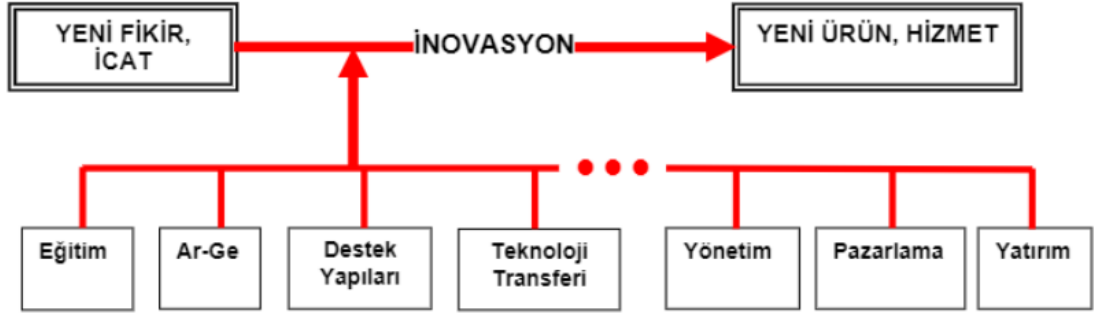 YENİ FİKİR,
İCAT
İNOVASYON
YENİ ÜRÜN, HİZMET
Eğitim
Ar-Ge
Destek
Yapıları
Teknoloji
Transferi
Yönetim
Pazarlama
Yatırım